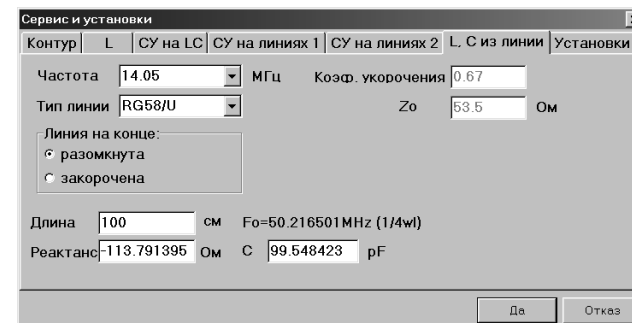 Сервис и установки
Контур L СУ на LC СУ на линиях 1 СУ на линиях 2 L, C из линии Установки
Частота 14.05 МГц Коэф. укорочения 0.67
Тип линии RG58/U Zo 53.5 Ом
Линия на конце:
разомкнута
закорочена
Длина 100 см Fo=50.216501MHz (1/4wl)
Реактанс -113.791395 Ом C 99.548423 pF
Да Отказ